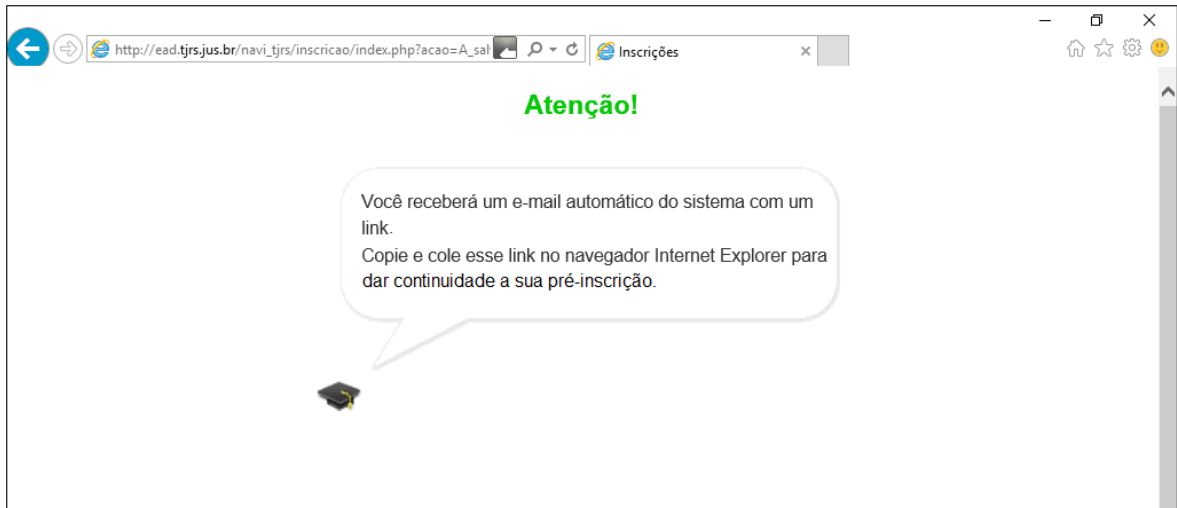 http://ead.tjrs.jus.br/navi_tjrs/inscricao/index.php?acao=A_sal
Inscrições
Atenção!
Você receberá um e-mail automático do sistema com um
link.
Copie e cole esse link no navegador Internet Explorer para
dar continuidade a sua pré-inscrição.